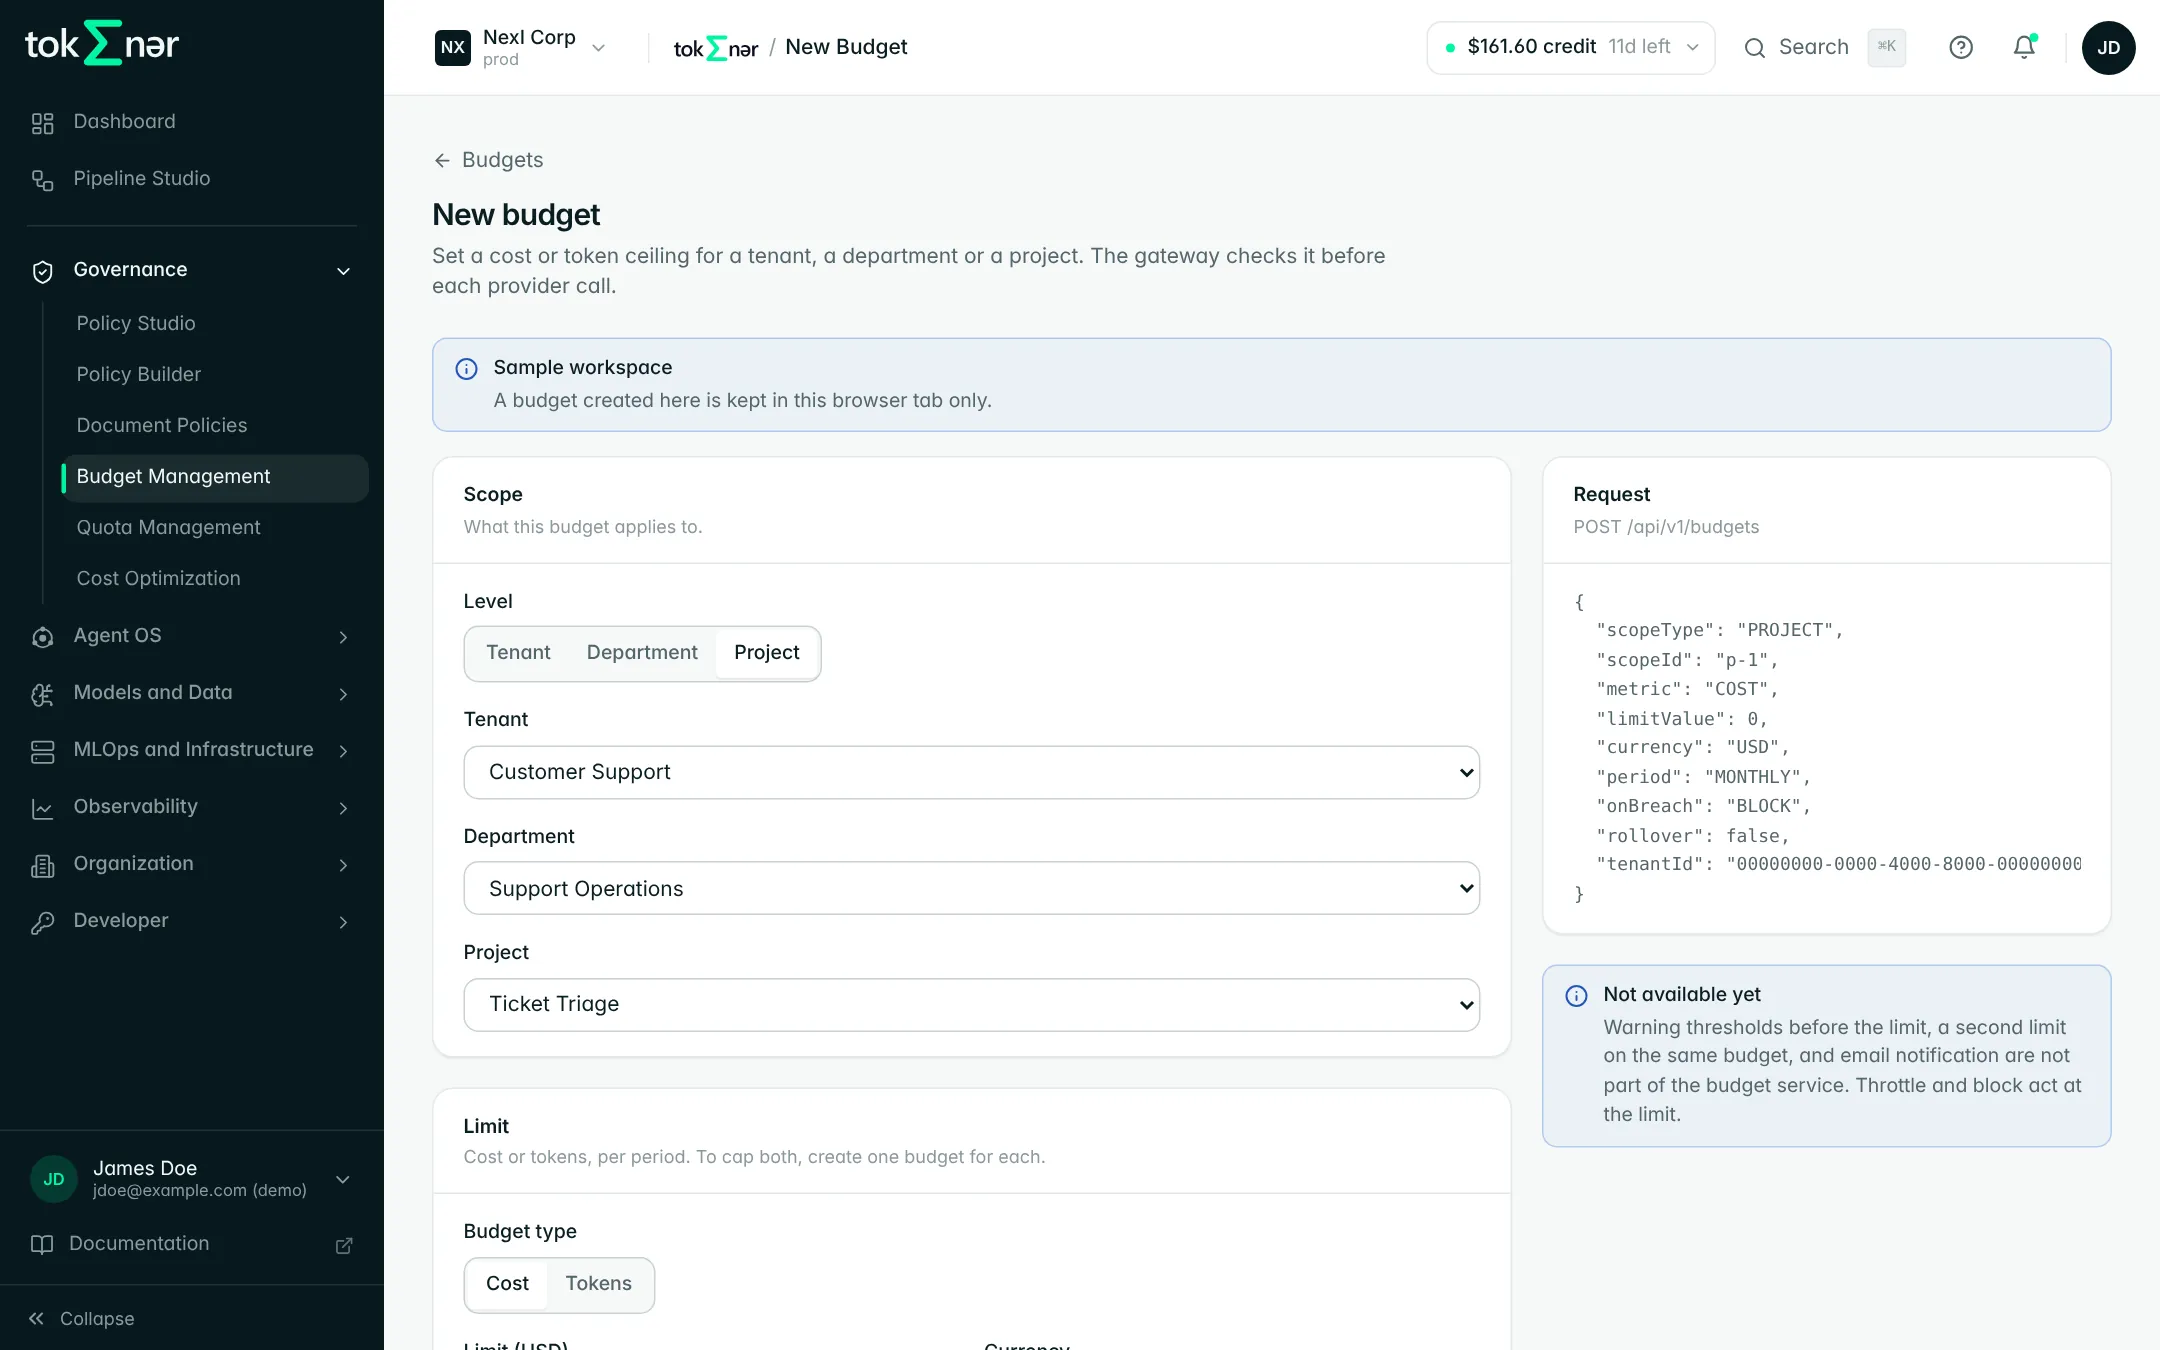 tokΣnər
Dashboard
Pipeline Studio
Governance
Policy Studio
Policy Builder
Document Policies
Budget Management
Quota Management
Cost Optimization
Agent OS
Models and Data
MLOps and Infrastructure
Observability
Organization
Developer
JD
James Doe
jdoe@example.com (demo)
Documentation
Collapse
NX
Nexl Corp
prod
tokΣnər / New Budget
$161.60 credit 11d left
Search
⌘K
JD
Budgets
New budget
Set a cost or token ceiling for a tenant, a department or a project. The gateway checks it before
each provider call.
Sample workspace
A budget created here is kept in this browser tab only.
Scope
What this budget applies to.
Level
Tenant Department Project
Tenant
Customer Support
Department
Support Operations
Project
Ticket Triage
Limit
Cost or tokens, per period. To cap both, create one budget for each.
Budget type
Cost Tokens
Limit (USD) Currency
Request
POST /api/v1/budgets
{
"scopeType": "PROJECT",
"scopeId": "p-1",
"metric": "COST",
"limitValue": 0,
"currency": "USD",
"period": "MONTHLY",
"onBreach": "BLOCK",
"rollover": false,
"tenantId": "00000000-0000-4000-8000-00000000
}
Not available yet
Warning thresholds before the limit, a second limit
on the same budget, and email notification are not
part of the budget service. Throttle and block act at
the limit.